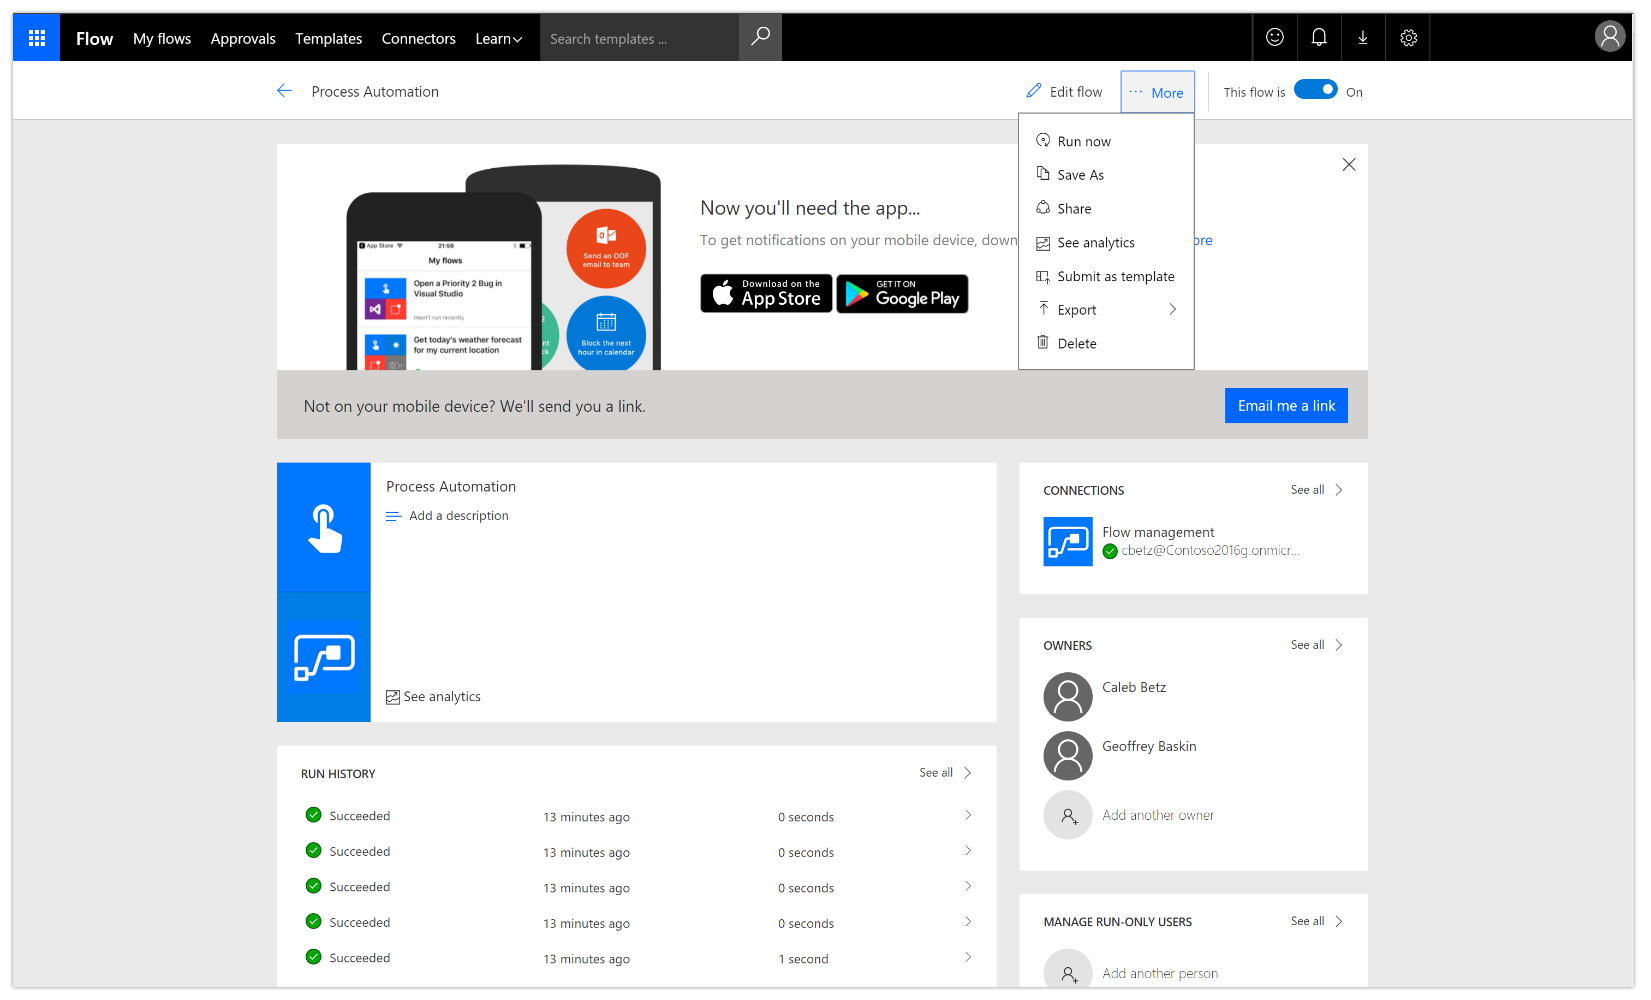 Flow My flows Approvals Templates Connectors Learn Search templates ...
Process Automation
Edit flow
··· More
This flow is On
Run now
Save As
Share
See analytics
Submit as template
Export
Delete
App Store 21:59
My flows
Open a Priority 2 Bug in
Visual Studio
Hasn't run recently
Get today's weather forecast
for my current location
Send an OOF
email to team
Block the next
hour in calendar
2
nt
ck
Now you'll need the app...
To get notifications on your mobile device, down
ore
Download on the
App Store
GET IT ON
Google Play
Not on your mobile device? We'll send you a link.
Email me a link
Process Automation
Add a description
See analytics
CONNECTIONS See all
Flow management
cbetz@Contoso2016g.onmicr...
OWNERS See all
Caleb Betz
Geoffrey Baskin
Add another owner
RUN HISTORY See all
Succeeded 13 minutes ago 0 seconds
Succeeded 13 minutes ago 0 seconds
Succeeded 13 minutes ago 0 seconds
Succeeded 13 minutes ago 0 seconds
Succeeded 13 minutes ago 1 second
MANAGE RUN-ONLY USERS See all
Add another person